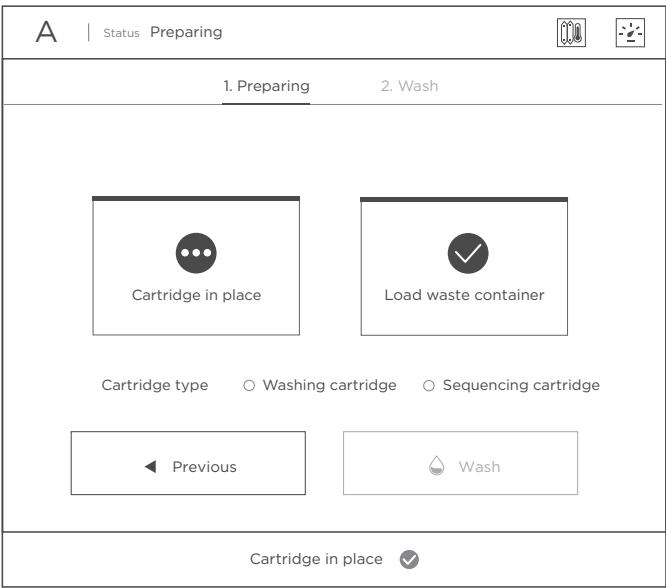 A | Status Preparing
1. Preparing 2. Wash
Cartridge in place Load waste container
Cartridge type Washing cartridge Sequencing cartridge
Previous Wash
Cartridge in place